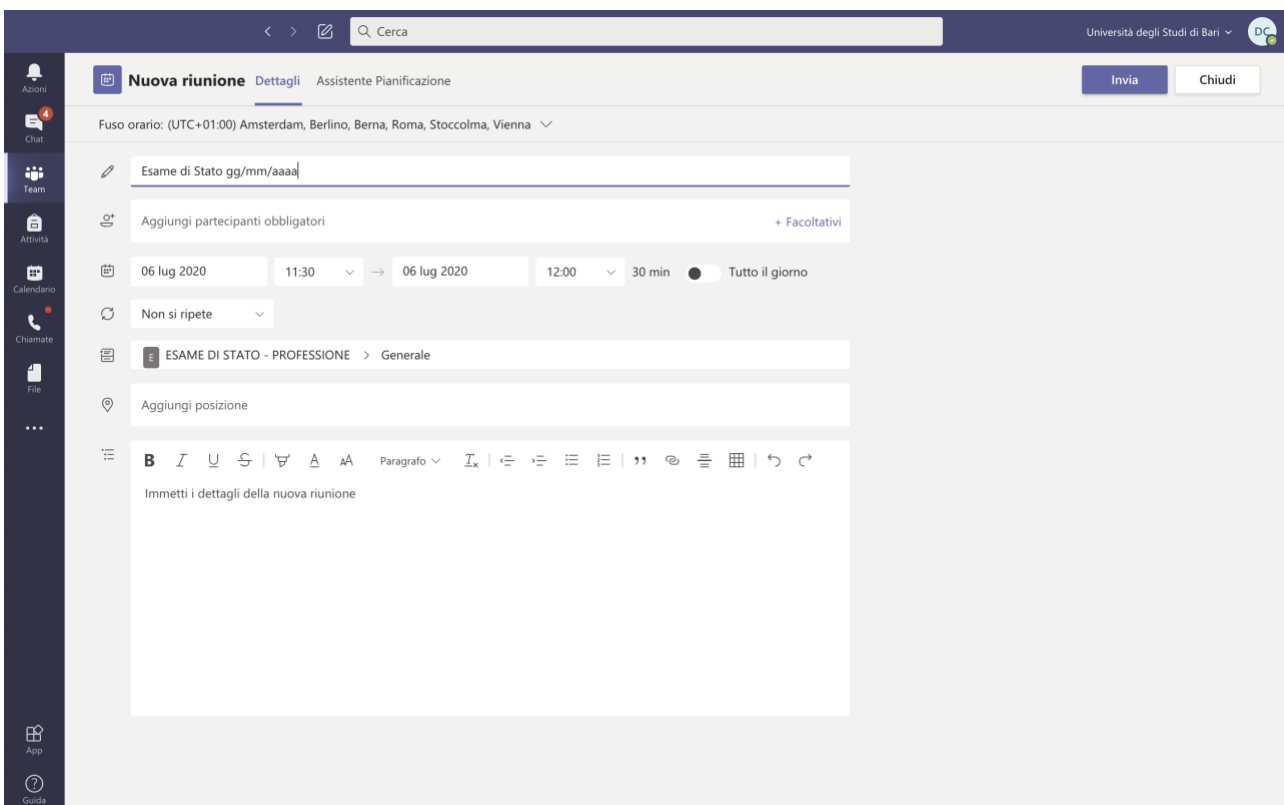 Cerca
Università degli Studi di Bari
DC
Azioni
Nuova riunione Dettagli Assistente Pianificazione
Invia Chiudi
4
Chat
Fuso orario: (UTC+01:00) Amsterdam, Berlino, Berna, Roma, Stoccolma, Vienna
Team
Esame di Stato gg/mm/aaaa
Attività
Aggiungi partecipanti obbligatori + Facoltativi
Calendario
06 lug 2020 11:30 → 06 lug 2020 12:00 30 min Tutto il giorno
Chiamate
Non si ripete
E ESAME DI STATO - PROFESSIONE > Generale
File
Aggiungi posizione
B I U S A AA Paragrafo Tx
Immetti i dettagli della nuova riunione
App
Guida